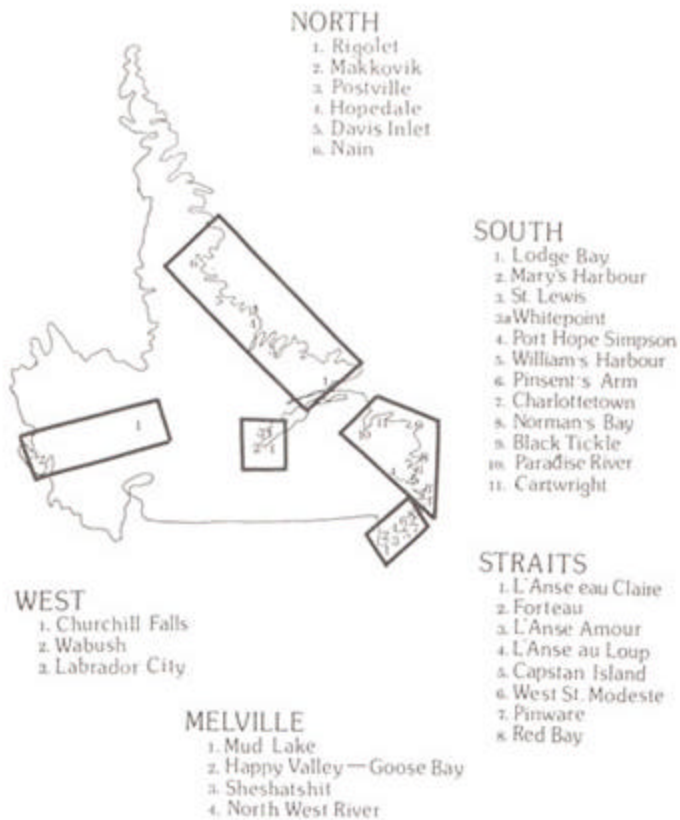 NORTH
1. Rigolet
2. Makkovik
3. Postville
4. Hopedale
5. Davis Inlet
6. Nain
SOUTH
1. Lodge Bay
2. Mary's Harbour
3. St. Lewis
3a Whitepoint
4. Port Hope Simpson
5. William's Harbour
6. Pinsent's Arm
7. Charlottetown
8. Norman's Bay
9. Black Tickle
10. Paradise River
11. Cartwright
STRAITS
1. L'Anse eau Claire
2. Forteau
3. L'Anse Amour
4. L'Anse au Loup
5. Capstan Island
6. West St. Modeste
7. Pinware
8. Red Bay
WEST
1. Churchill Falls
2. Wabush
3. Labrador City
MELVILLE
1. Mud Lake
2. Happy Valley — Goose Bay
3. Sheshatshit
4. North West River